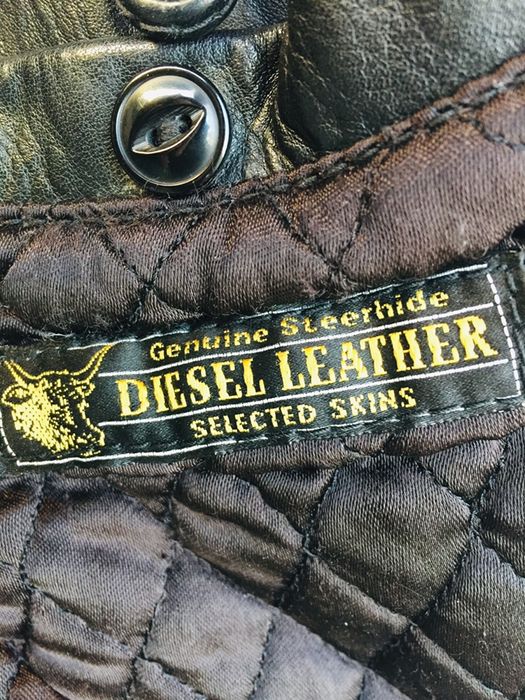 Genuine Steerhide
DIESEL LEATHER
SELECTED SKINS